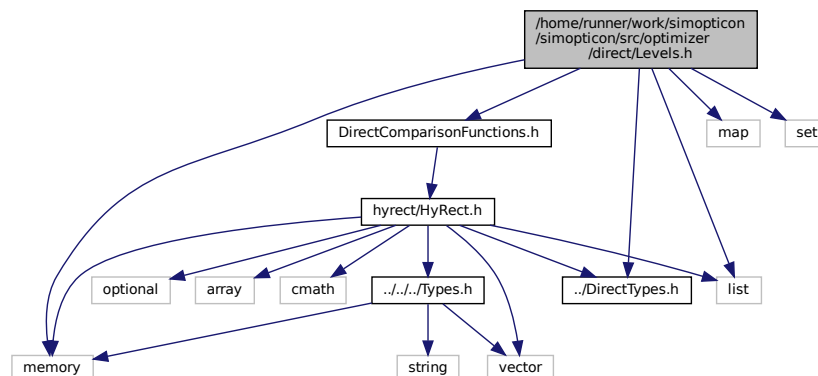 /home/runner/work/simopticon
/simopticon/src/optimizer
/direct/Levels.h
DirectComparisonFunctions.h
map
set
hyrect/HyRect.h
optional
array
cmath
../../../Types.h
../DirectTypes.h
list
memory
string
vector